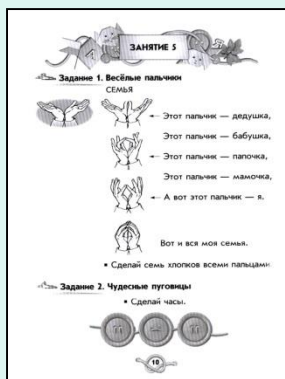 ЗАНЯТИЕ 5
Задание 1. Весёлые пальчики
СЕМЬЯ
Этот пальчик — дедушка,
Этот пальчик — бабушка,
Этот пальчик — папочка,
Этот пальчик — мамочка,
А вот этот пальчик — я.
Вот и вся моя семья.
▪ Сделай семь хлопков всеми пальцами.
Задание 2. Чудесные пуговицы
▪ Сделай часы.
10